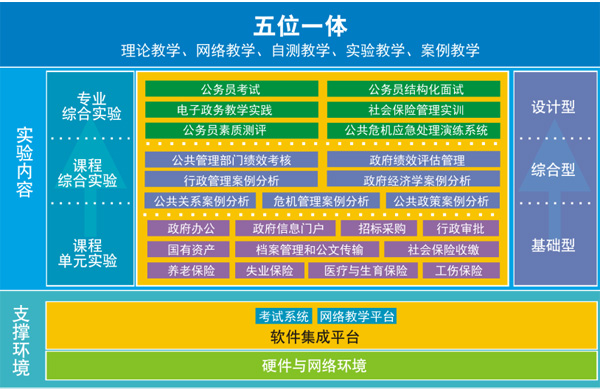 五位一体
理论教学、网络教学、自测教学、实验教学、案例教学
实验内容
专业
综合实验
公务员考试
公务员结构化面试
电子政务教学实践
社会保险管理实训
公务员素质测评
公共危机应急处理演练系统
设计型
课程
综合实验
公共管理部门绩效考核
政府绩效评估管理
行政管理案例分析
政府经济学案例分析
公共关系案例分析
危机管理案例分析
公共政策案例分析
综合型
课程
单元实验
政府办公
政府信息门户
招标采购
行政审批
国有资产
档案管理和公文传输
社会保险收缴
养老保险
失业保险
医疗与生育保险
工伤保险
基础型
支撑环境
考试系统
网络教学平台
软件集成平台
硬件与网络环境